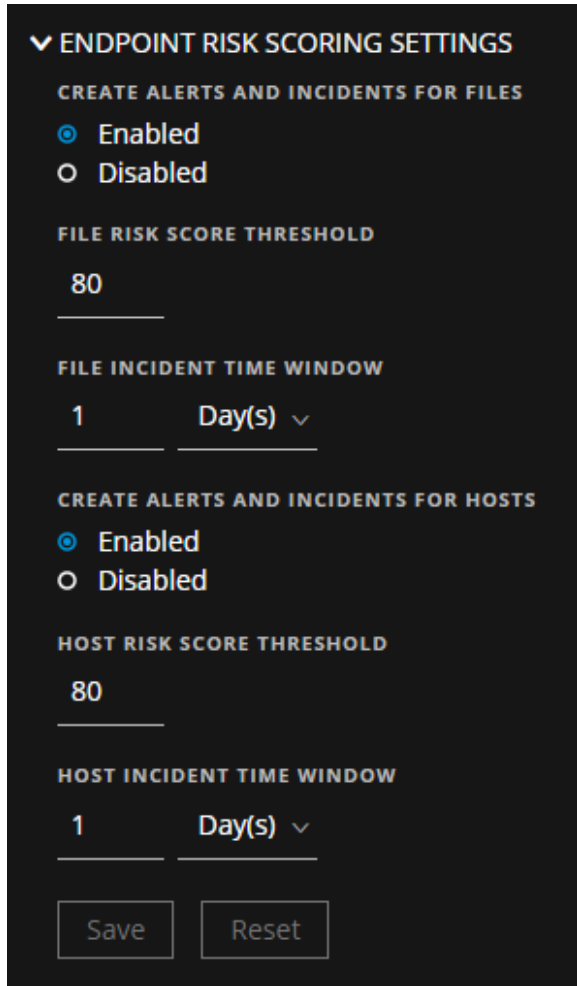 ENDPOINT RISK SCORING SETTINGS
CREATE ALERTS AND INCIDENTS FOR FILES
Enabled
Disabled
FILE RISK SCORE THRESHOLD
80
FILE INCIDENT TIME WINDOW
1 Day(s)
CREATE ALERTS AND INCIDENTS FOR HOSTS
Enabled
Disabled
HOST RISK SCORE THRESHOLD
80
HOST INCIDENT TIME WINDOW
1 Day(s)
Save Reset